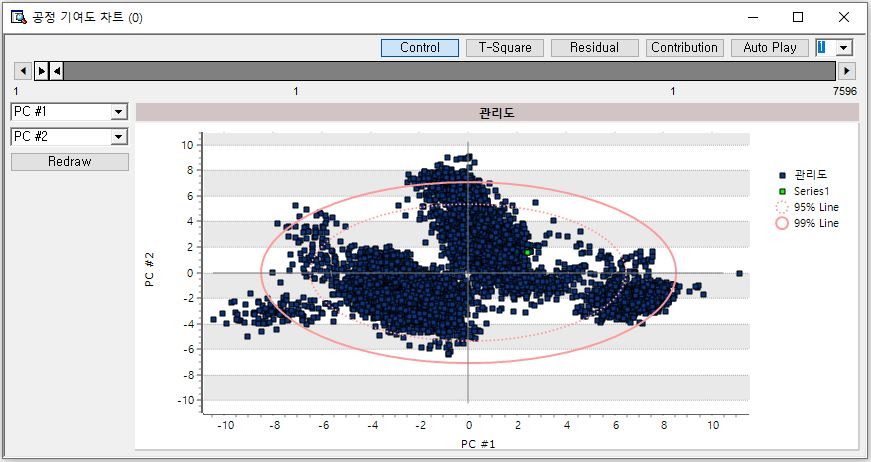 공정 기여도 차트 (0)
Control T-Square Residual Contribution Auto Play 1
1 1 1 7596
PC #1
PC #2
Redraw
관리도
10
8
6
4
2
0
-2
-4
-6
-8
-10
PC #2
-10 -8 -6 -4 -2 0 2 4 6 8 10
PC #1
관리도
Series1
95% Line
99% Line